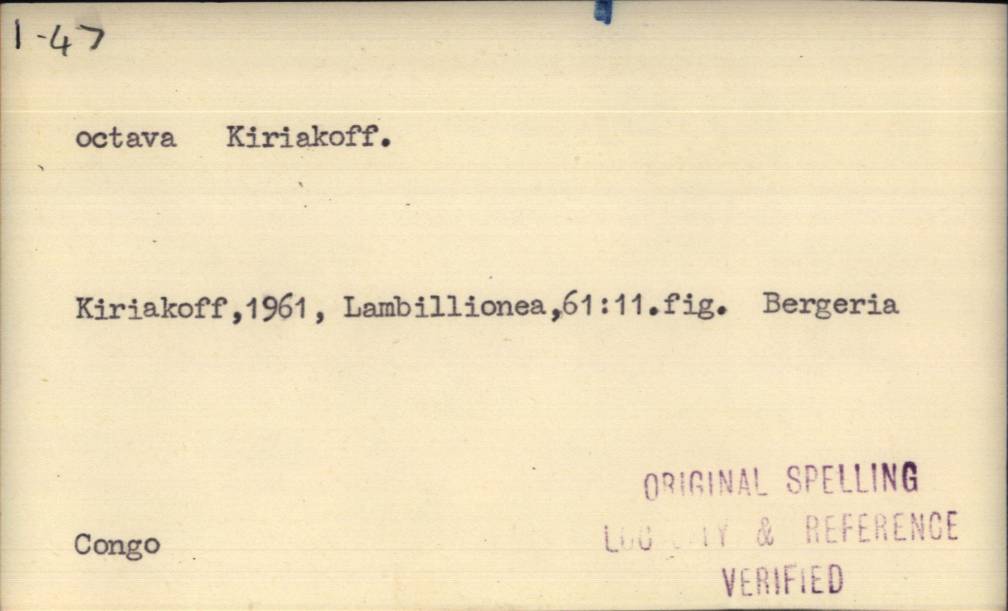 1-47
octava Kiriakoff.
Kiriakoff,1961, Lambillionea,61:11.fig. Bergeria
Congo
ORIGINAL SPELLING
& REFERENCE
VERIFIED